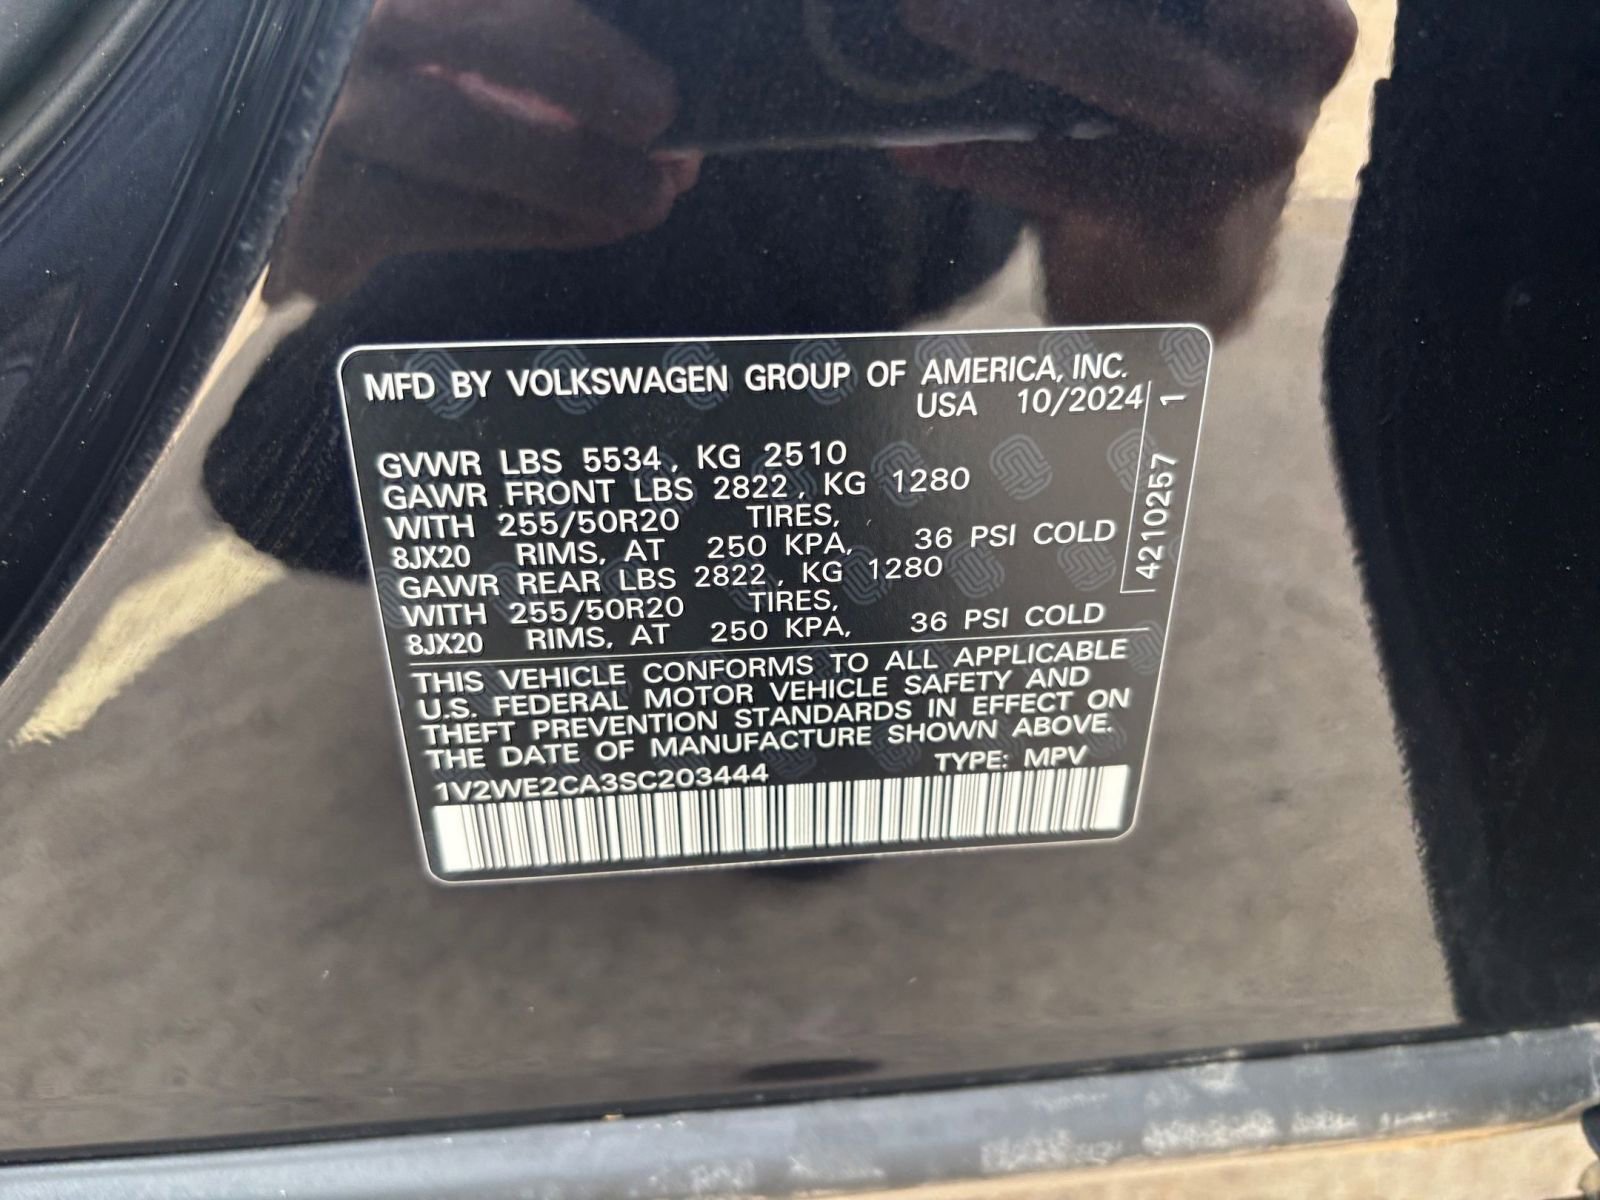 MFD BY VOLKSWAGEN GROUP OF AMERICA, INC.
USA 10/2024
GVWR LBS 5534, KG 2510
GAWR FRONT LBS 2822, KG 1280
WITH 255/50R20 TIRES,
8JX20 RIMS, AT 250 KPA, 36 PSI COLD
GAWR REAR LBS 2822, KG 1280
WITH 255/50R20 TIRES,
8JX20 RIMS, AT 250 KPA, 36 PSI COLD
4210257 1
THIS VEHICLE CONFORMS TO ALL APPLICABLE
U.S. FEDERAL MOTOR VEHICLE SAFETY AND
THEFT PREVENTION STANDARDS IN EFFECT ON
THE DATE OF MANUFACTURE SHOWN ABOVE.
1V2WE2CA3SC203444 TYPE: MPV